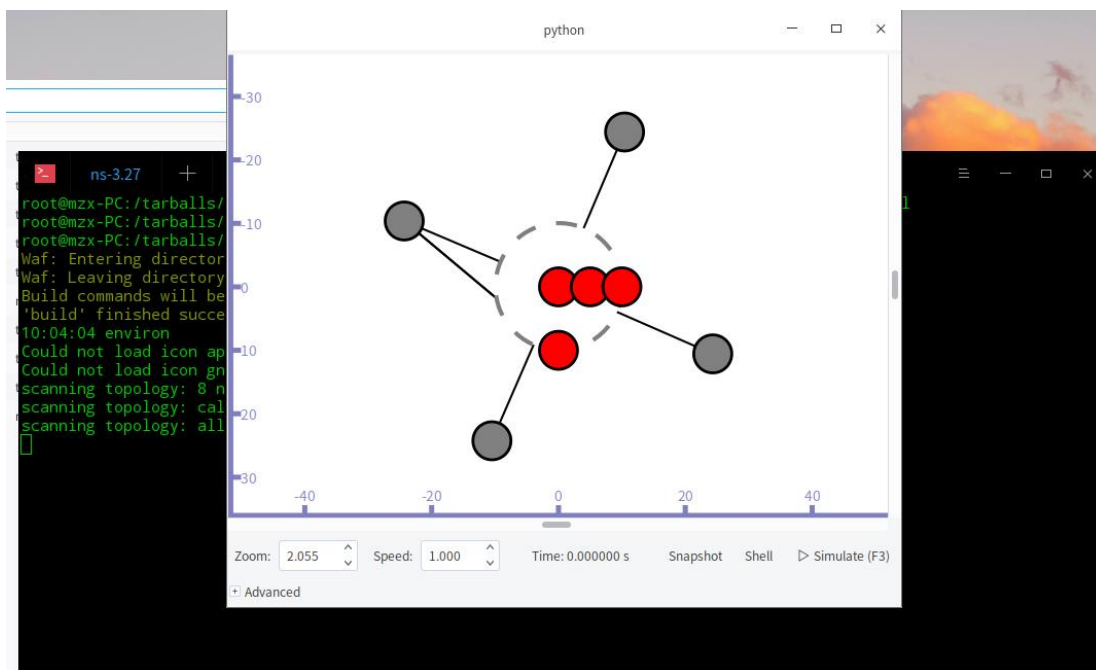 python
-30
-20
-10
0
10
20
30
-40
-20
0
20
40
Zoom: 2.055 Speed: 1.000 Time: 0.000000 s Snapshot Shell Simulate (F3)
Advanced
ns-3.27
root@mzx-PC:/tarballs/
root@mzx-PC:/tarballs/
root@mzx-PC:/tarballs/
Waf: Entering director
Waf: Leaving directory
Build commands will be
'build' finished succe
10:04:04 environ
Could not load icon ap
Could not load icon gn
scanning topology: 8 n
scanning topology: cal
scanning topology: all